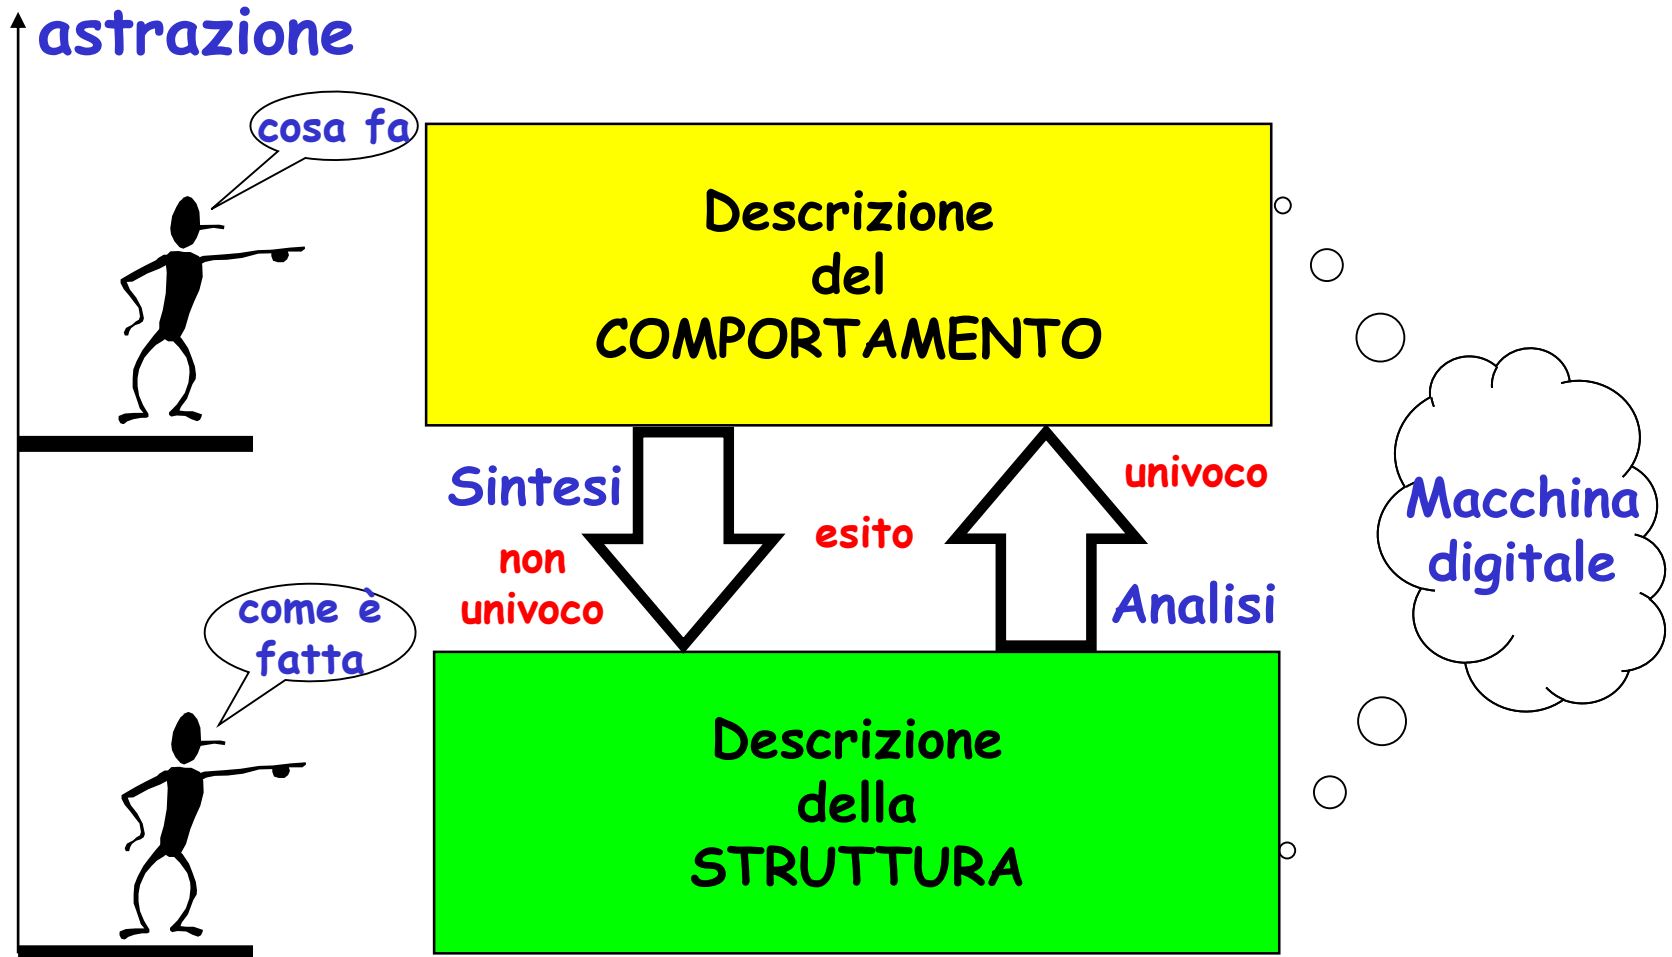 astrazione
cosa fa
Descrizione
del
COMPORTAMENTO
Sintesi
non
univoco
esito
univoco
Analisi
Macchina
digitale
come è
fatta
Descrizione
della
STRUTTURA